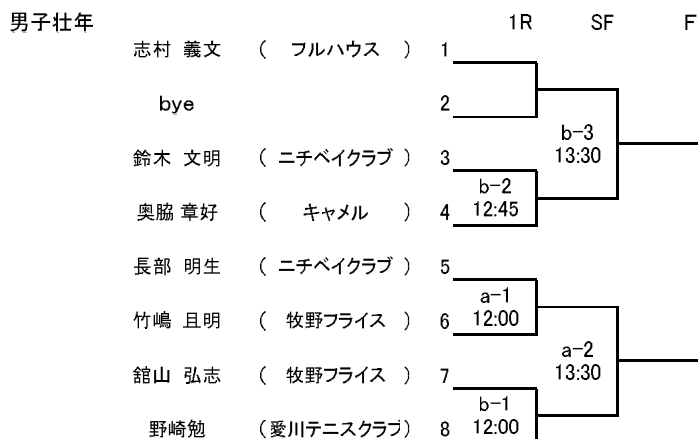 男子壮年 1R SF F
志村 義文 ( フルハウス ) 1
bye 2
b-3
13:30
鈴木 文明 ( ニチベイクラブ ) 3
b-2
12:45
奥脇 章好 ( キャメル ) 4
長部 明生 ( ニチベイクラブ ) 5
a-1
12:00
竹嶋 且明 ( 牧野フライス ) 6
a-2
13:30
舘山 弘志 ( 牧野フライス ) 7
b-1
12:00
野崎勉 (愛川テニスクラブ) 8